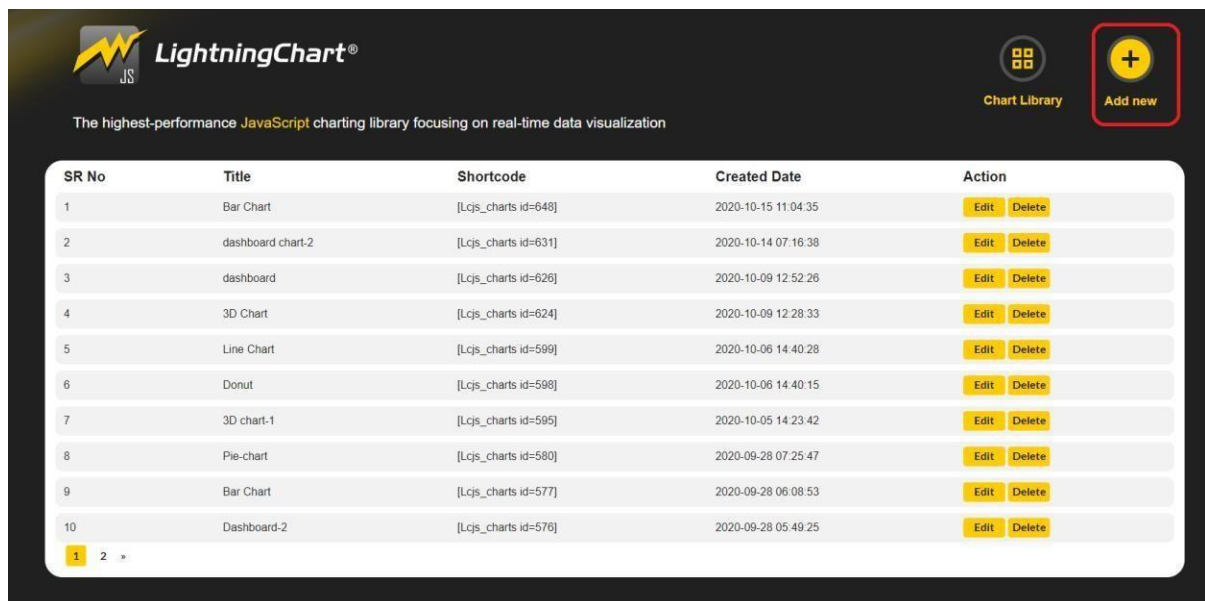 LightningChart®
JS
Chart Library
Add new
The highest-performance JavaScript charting library focusing on real-time data visualization
SR No Title Shortcode Created Date Action
1 Bar Chart [Lcjs_charts id=648] 2020-10-15 11:04:35 Edit Delete
2 dashboard chart-2 [Lcjs_charts id=631] 2020-10-14 07:16:38 Edit Delete
3 dashboard [Lcjs_charts id=626] 2020-10-09 12:52:26 Edit Delete
4 3D Chart [Lcjs_charts id=624] 2020-10-09 12:28:33 Edit Delete
5 Line Chart [Lcjs_charts id=599] 2020-10-06 14:40:28 Edit Delete
6 Donut [Lcjs_charts id=598] 2020-10-06 14:40:15 Edit Delete
7 3D chart-1 [Lcjs_charts id=595] 2020-10-05 14:23:42 Edit Delete
8 Pie-chart [Lcjs_charts id=580] 2020-09-28 07:25:47 Edit Delete
9 Bar Chart [Lcjs_charts id=577] 2020-09-28 06:08:53 Edit Delete
10 Dashboard-2 [Lcjs_charts id=576] 2020-09-28 05:49:25 Edit Delete
1 2 »